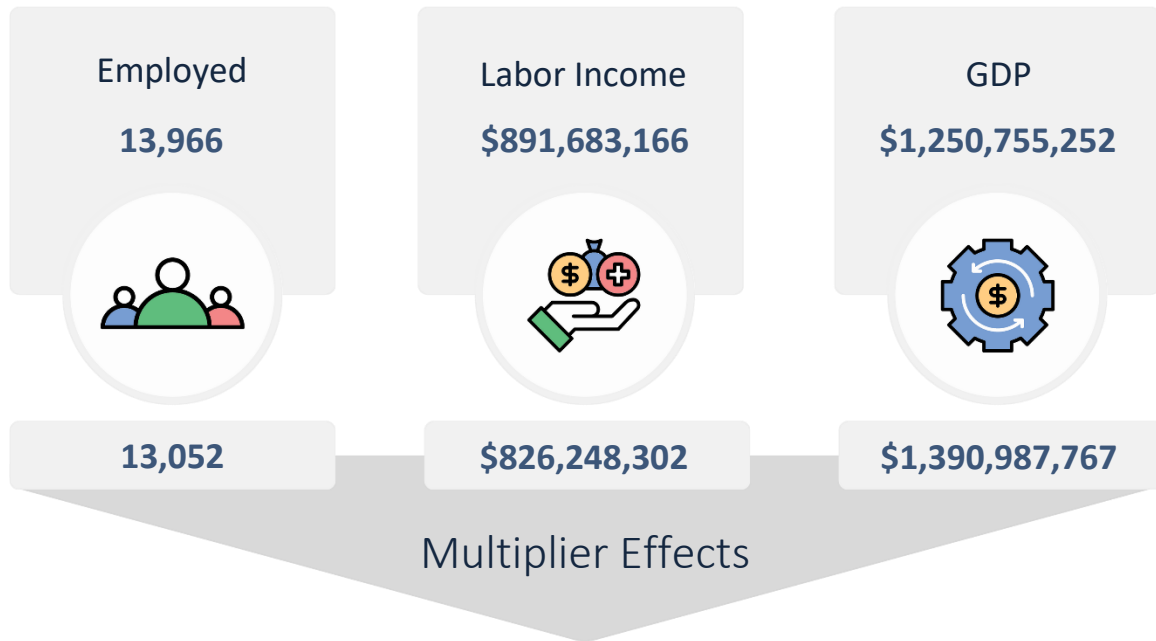 Employed
13,966
Labor Income
$891,683,166
GDP
$1,250,755,252
$
$
13,052
$826,248,302
$1,390,987,767
Multiplier Effects